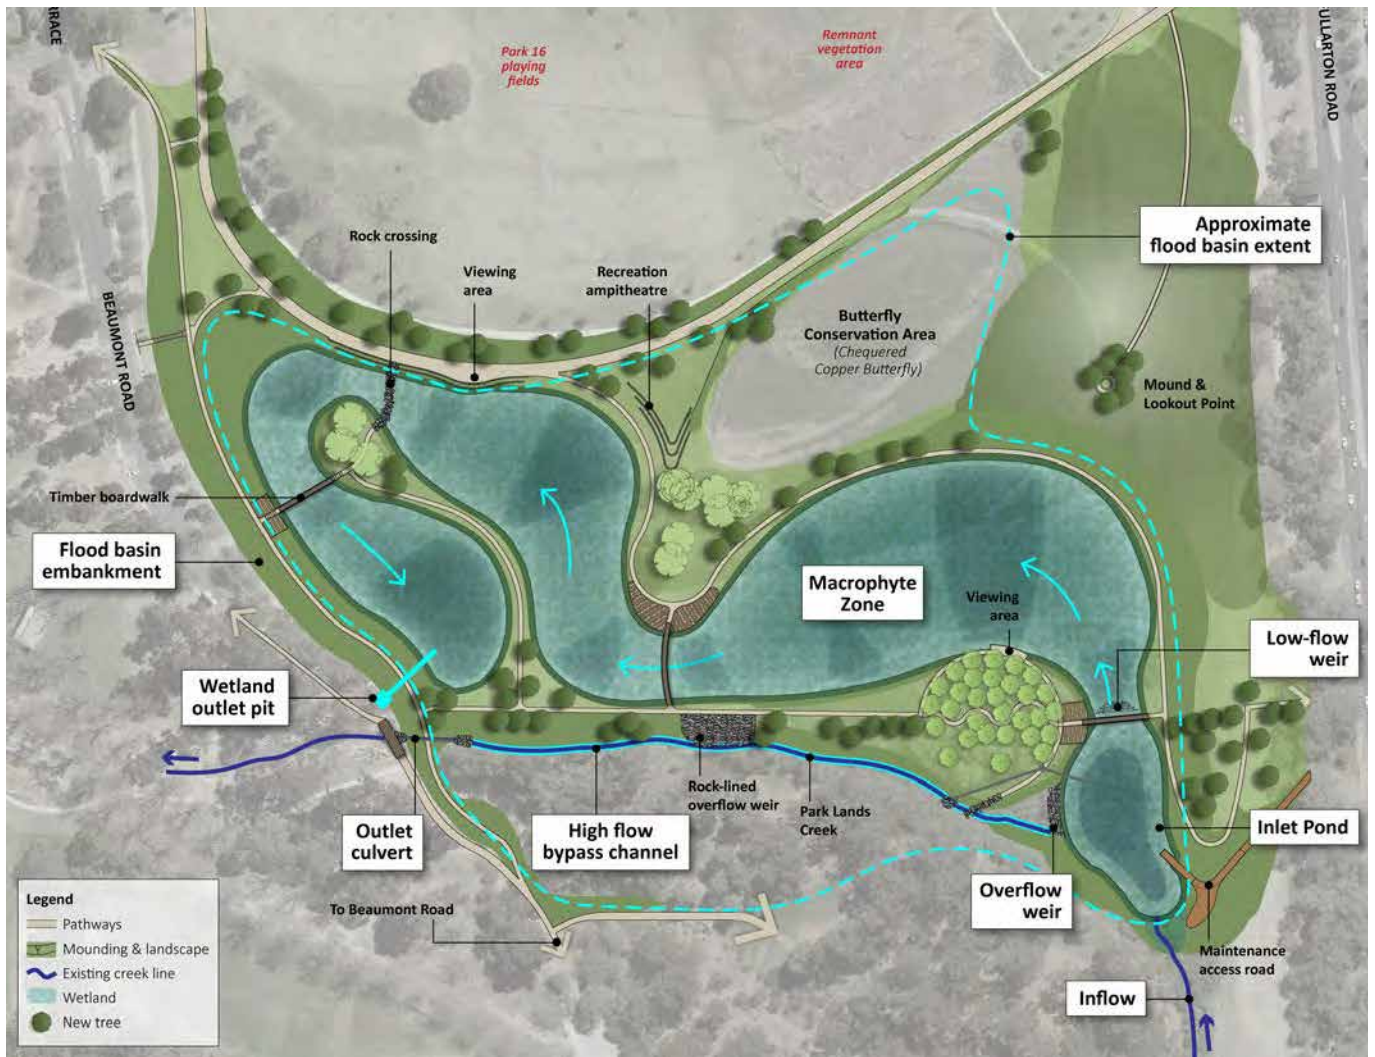 RRACE
Park 16
playing
fields
Remnant
vegetation
area
FULLARTON ROAD
Rock crossing
Viewing
area
Recreation
ampitheatre
Approximate
flood basin extent
BEAUMONT ROAD
Butterfly
Conservation Area
(Chequered
Copper Butterfly)
Mound &
Lookout Point
Timber boardwalk
Flood basin
embankment
Macrophyte
Zone
Viewing
area
Low-flow
weir
Wetland
outlet pit
Rock-lined
overflow weir
Park Lands
Creek
Outlet
culvert
High flow
bypass channel
Inlet Pond
Overflow
weir
Legend
Pathways
Mounding & landscape
Existing creek line
Wetland
New tree
To Beaumont Road
Maintenance
access road
Inflow